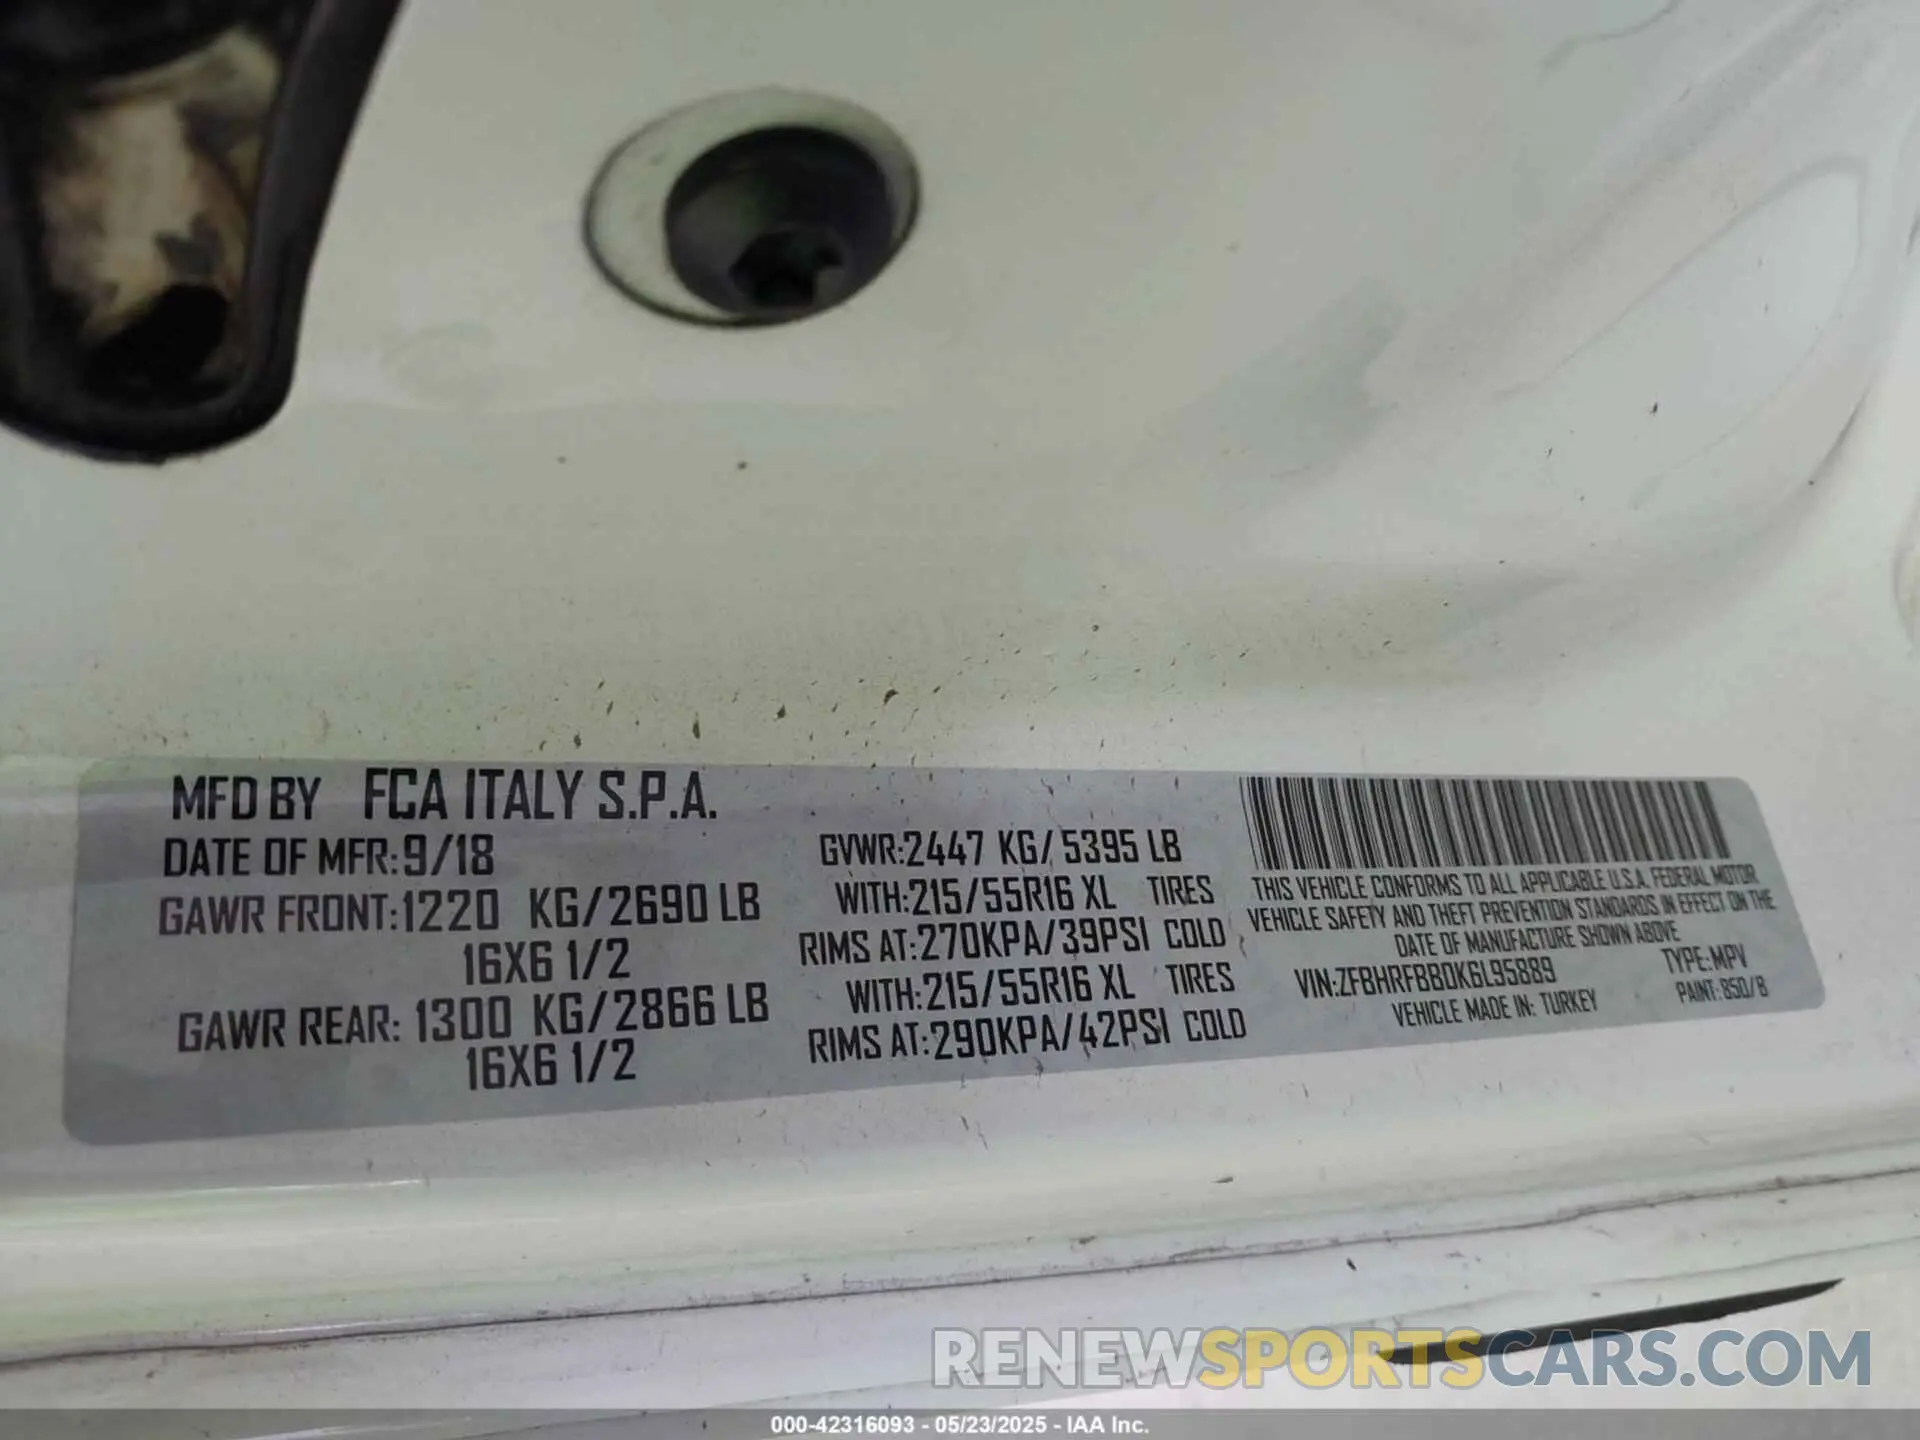 MFD BY FCA ITALY S.P.A.
DATE OF MFR:9/18
GAWR FRONT:1220 KG/2690 LB
16X6 1/2
GAWR REAR: 1300 KG/2866 LB
16X6 1/2
GVWR:2447 KG/ 5395 LB
WITH:215/55R16 XL TIRES
RIMS AT:270KPA/39PSI COLD
WITH:215/55R16 XL TIRES
RIMS AT:290KPA/42PSI COLD
THIS VEHICLE CONFORMS TO ALL APPLICABLE U.S.A. FEDERAL MOTOR
VEHICLE SAFETY AND THEFT PREVENTION STANDARDS IN EFFECT ON THE
DATE OF MANUFACTURE SHOWN ABOVE
VIN:ZFBHRFBB0K6L95889 TYPE:MPV
VEHICLE MADE IN: TURKEY PAINT:850/B
RENEWSPORTSCARS.COM
000-42316093 - 05/23/2025 - IAA Inc.